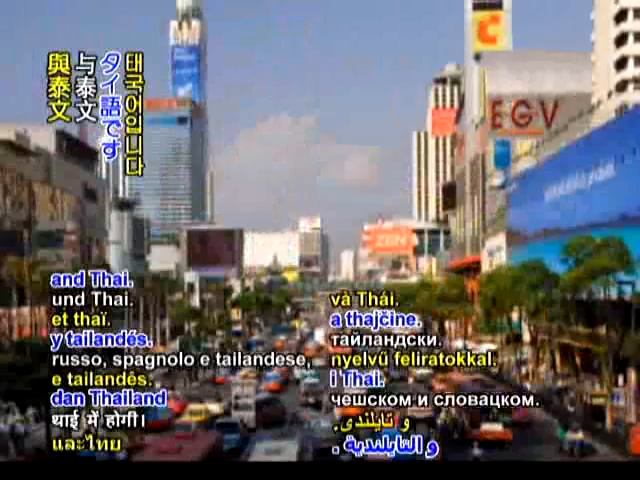 與泰文
与泰文
タイ語です
태국어입니다
EGV
ZEN
and Thai.
und Thai.
et thaï.
y tailandés.
russo, spagnolo e tailandese,
e tailandês.
dan Thailand
थाई में होगी।
และไทย
và Thái.
a thajčine.
тайландски.
nyelvű feliratokkal.
i Thai.
чешском и словацком.
و تایلندی.
و التايلندية .